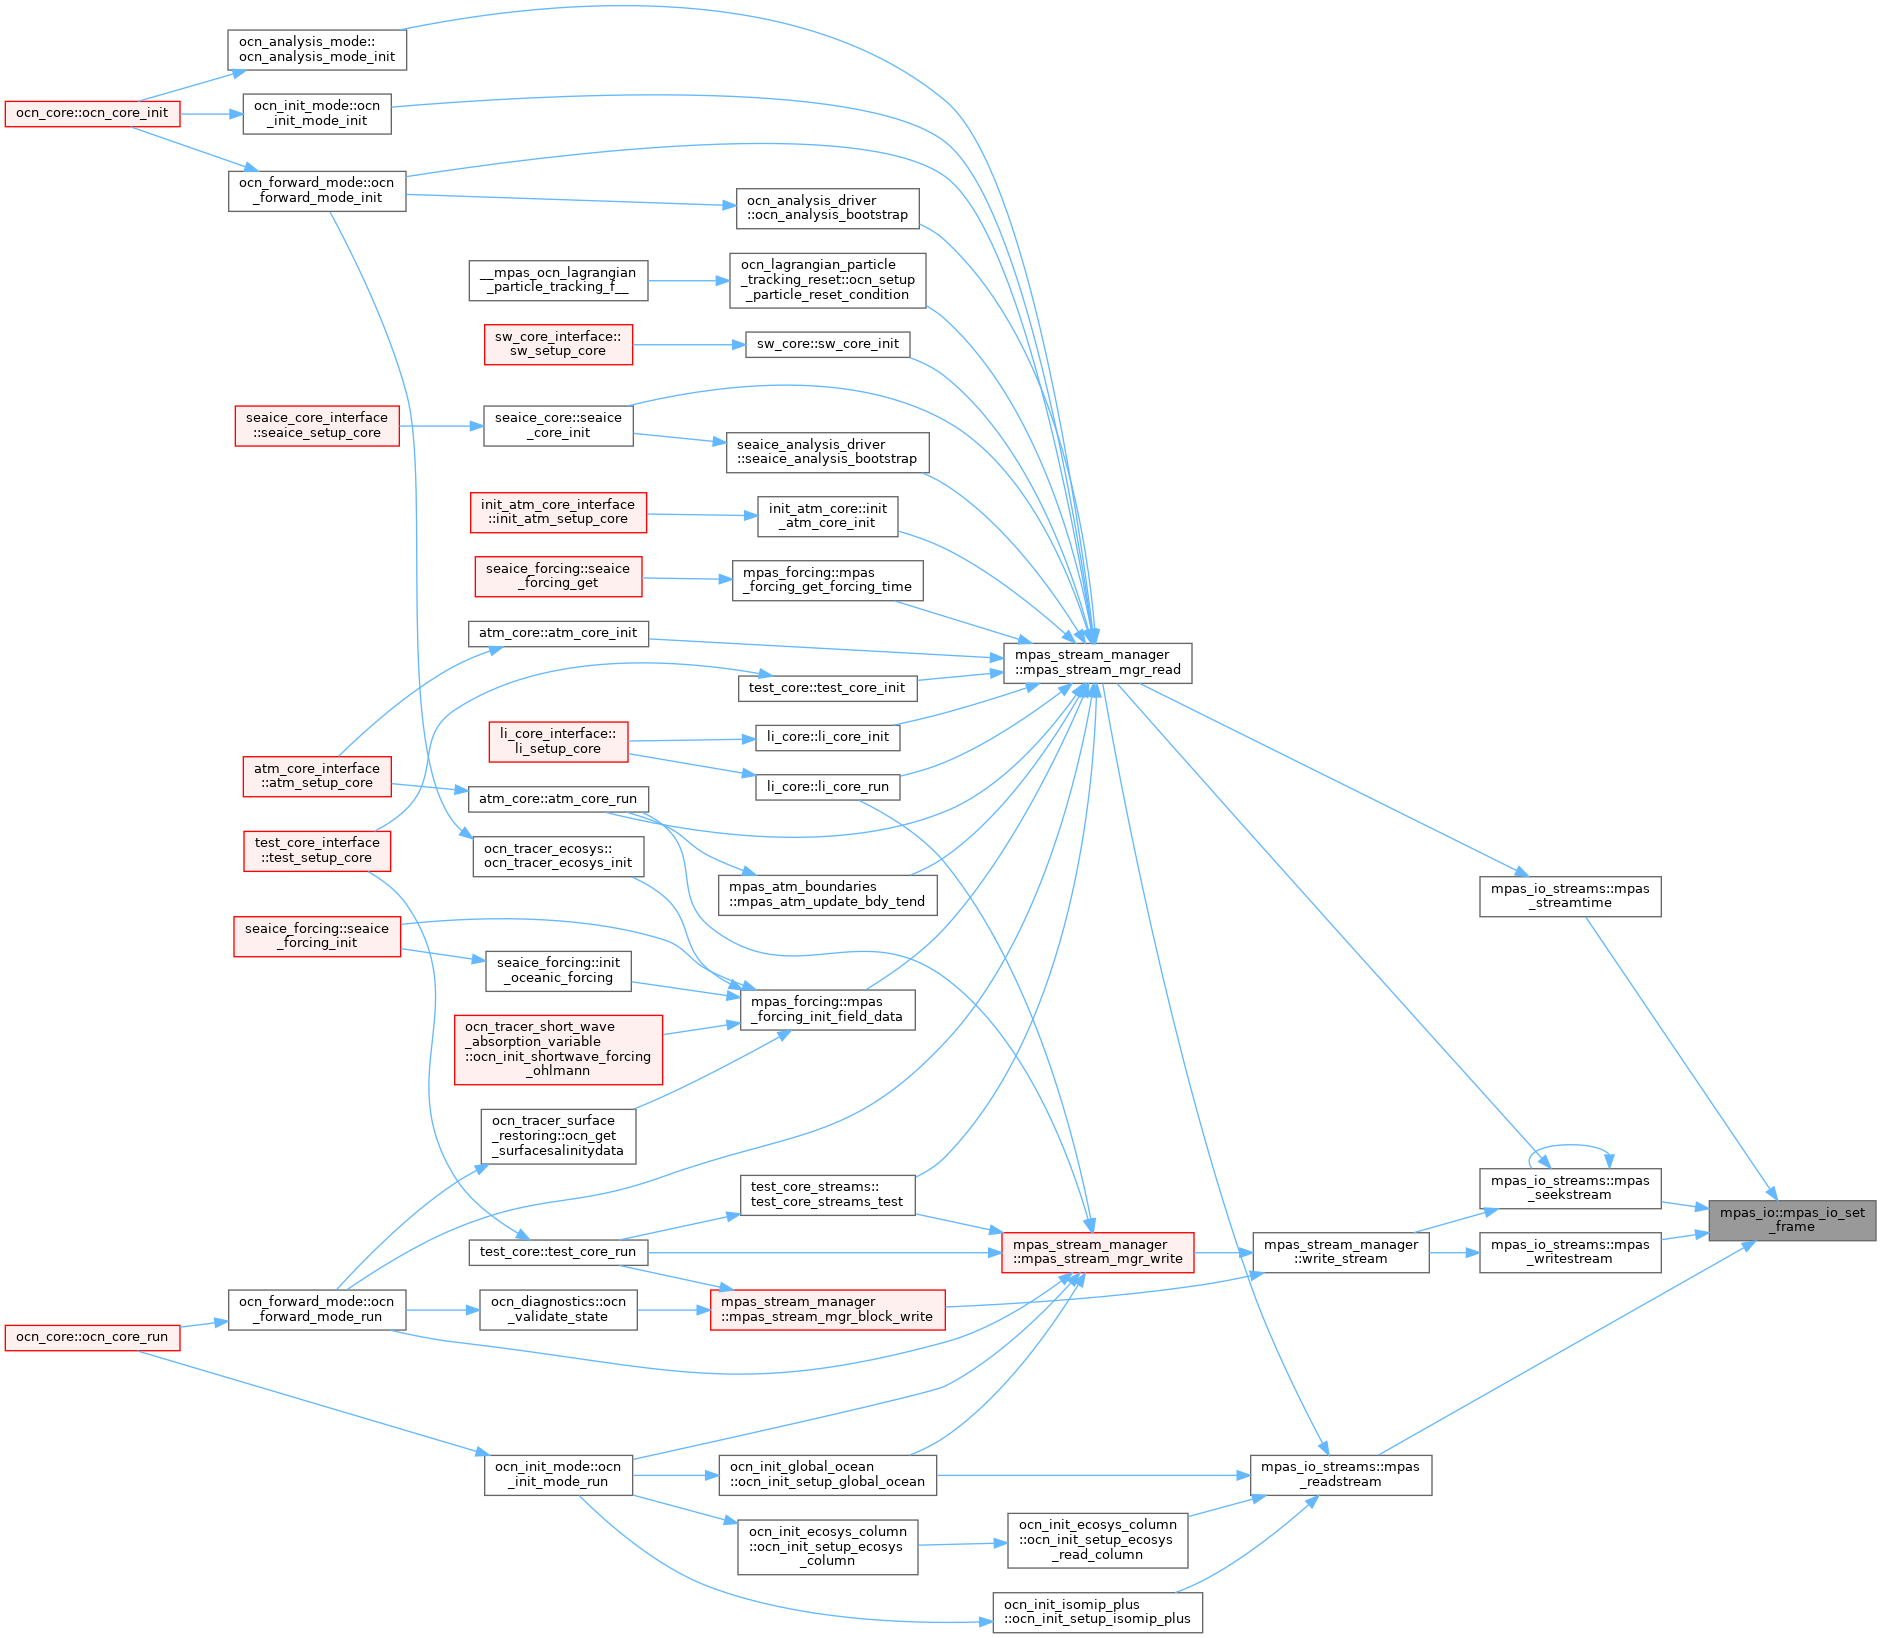 ocn_analysis_mode::
ocn_analysis_mode_init
ocn_core::ocn_core_init
ocn_init_mode::ocn
_init_mode_init
ocn_forward_mode::ocn
_forward_mode_init
ocn_analysis_driver
::ocn_analysis_bootstrap
__mpas_ocn_lagrangian
_particle_tracking_f__
ocn_lagrangian_particle
_tracking_reset::ocn_setup
_particle_reset_condition
sw_core_interface::
sw_setup_core
sw_core::sw_core_init
seaice_core_interface
::seaice_setup_core
seaice_core::seaice
_core_init
seaice_analysis_driver
::seaice_analysis_bootstrap
init_atm_core_interface
::init_atm_setup_core
init_atm_core::init
_atm_core_init
seaice_forcing::seaice
_forcing_get
mpas_forcing::mpas
_forcing_get_forcing_time
atm_core::atm_core_init
mpas_stream_manager
::mpas_stream_mgr_read
test_core::test_core_init
li_core_interface::
li_setup_core
li_core::li_core_init
atm_core_interface
::atm_setup_core
atm_core::atm_core_run
li_core::li_core_run
test_core_interface
::test_setup_core
ocn_tracer_ecosys::
ocn_tracer_ecosys_init
mpas_atm_boundaries
::mpas_atm_update_bdy_tend
mpas_io_streams::mpas
_streamtime
seaice_forcing::seaice
_forcing_init
seaice_forcing::init
_oceanic_forcing
mpas_forcing::mpas
_forcing_init_field_data
ocn_tracer_short_wave
_absorption_variable
::ocn_init_shortwave_forcing
_ohlmann
ocn_tracer_surface
_restoring::ocn_get
_surfacesalinitydata
test_core_streams::
test_core_streams_test
mpas_io_streams::mpas
_seekstream
mpas_io::mpas_io_set
_frame
test_core::test_core_run
mpas_stream_manager
::mpas_stream_mgr_write
mpas_stream_manager
::write_stream
mpas_io_streams::mpas
_writestream
ocn_forward_mode::ocn
_forward_mode_run
ocn_diagnostics::ocn
_validate_state
mpas_stream_manager
::mpas_stream_mgr_block_write
ocn_core::ocn_core_run
ocn_init_mode::ocn
_init_mode_run
ocn_init_global_ocean
::ocn_init_setup_global_ocean
mpas_io_streams::mpas
_readstream
ocn_init_ecosys_column
::ocn_init_setup_ecosys
_column
ocn_init_ecosys_column
::ocn_init_setup_ecosys
_read_column
ocn_init_isomip_plus
::ocn_init_setup_isomip_plus